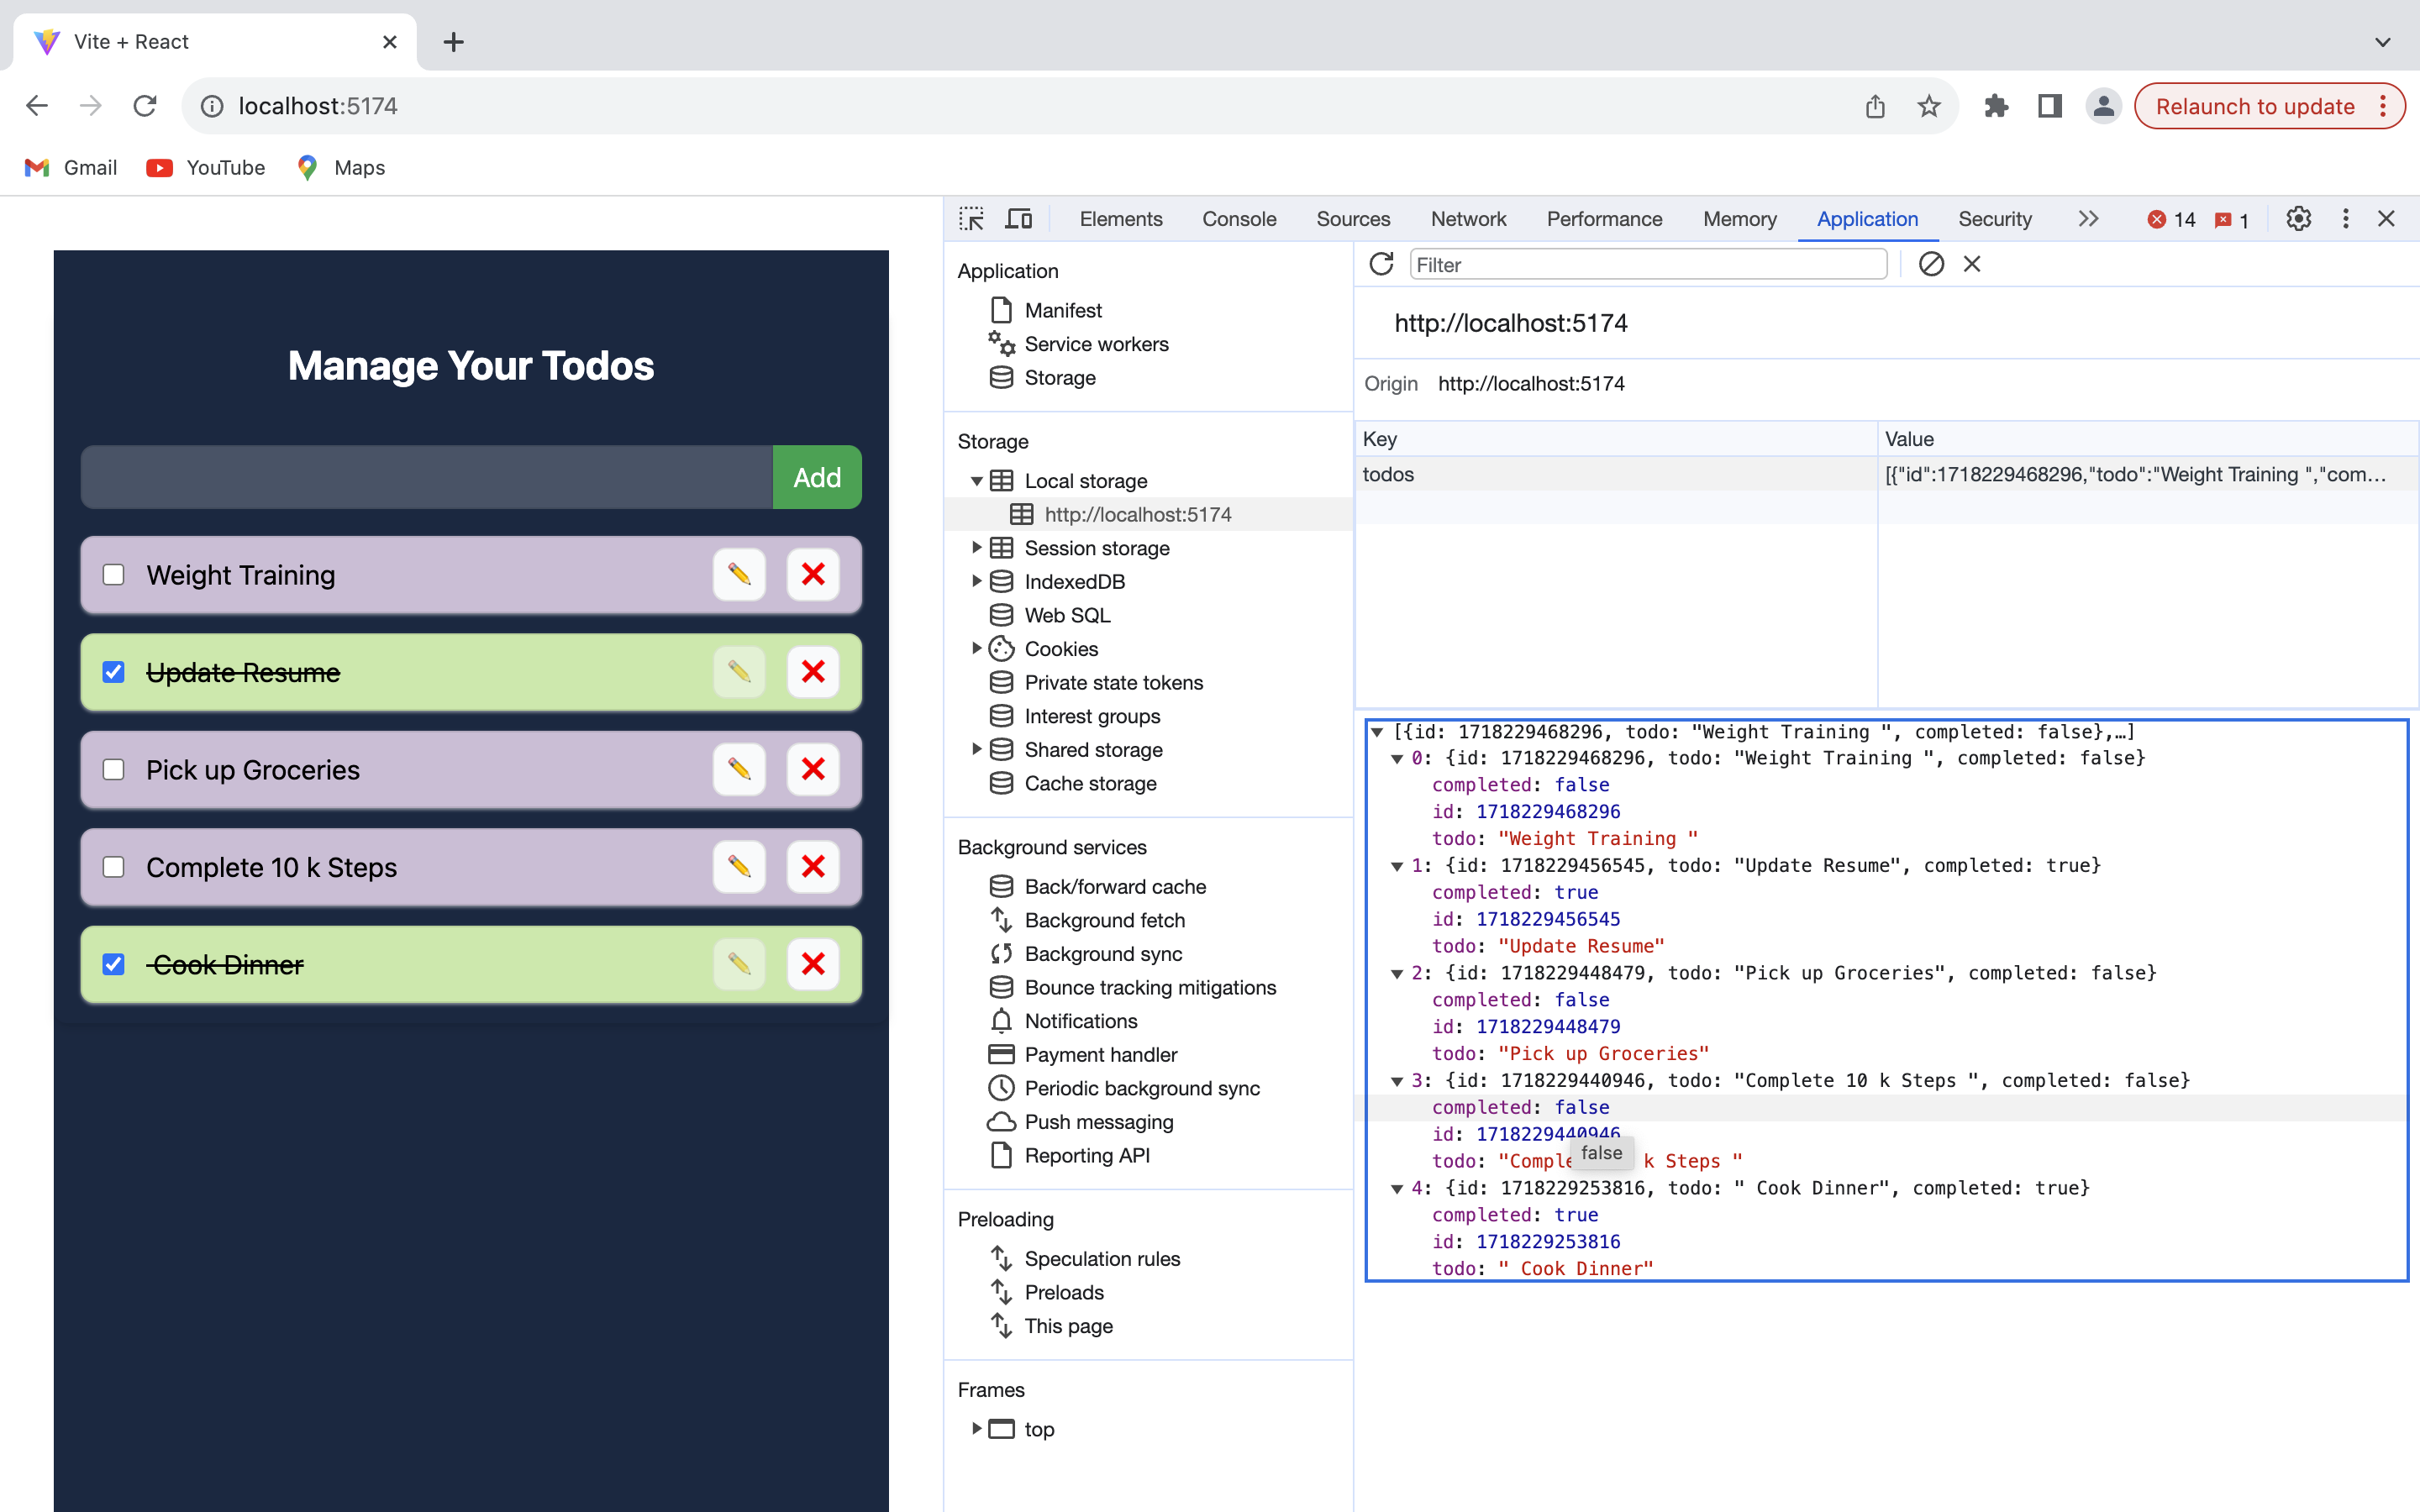 Vite + React
localhost:5174
Relaunch to update
Gmail
YouTube
Maps
Manage Your Todos
Add
Weight Training
Update Resume
Pick up Groceries
Complete 10 k Steps
Cook Dinner
Elements Console Sources Network Performance Memory Application Security 14 1
Application
Manifest
Service workers
Storage
Storage
Local storage
http://localhost:5174
Session storage
IndexedDB
Web SQL
Cookies
Private state tokens
Interest groups
Shared storage
Cache storage
Background services
Back/forward cache
Background fetch
Background sync
Bounce tracking mitigations
Notifications
Payment handler
Periodic background sync
Push messaging
Reporting API
Preloading
Speculation rules
Preloads
This page
Frames
top
Filter
http://localhost:5174
Origin http://localhost:5174
Key Value
todos [{"id":1718229468296,"todo":"Weight Training ","com…
[{id: 1718229468296, todo: "Weight Training ", completed: false},…]
0: {id: 1718229468296, todo: "Weight Training ", completed: false}
completed: false
id: 1718229468296
todo: "Weight Training "
1: {id: 1718229456545, todo: "Update Resume", completed: true}
completed: true
id: 1718229456545
todo: "Update Resume"
2: {id: 1718229448479, todo: "Pick up Groceries", completed: false}
completed: false
id: 1718229448479
todo: "Pick up Groceries"
3: {id: 1718229440946, todo: "Complete 10 k Steps ", completed: false}
completed: false
id: 1718229440946
false
todo: "Comple k Steps "
4: {id: 1718229253816, todo: " Cook Dinner", completed: true}
completed: true
id: 1718229253816
todo: " Cook Dinner"